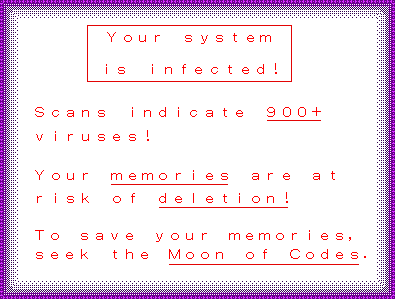 Your system
is infected!
Scans indicate 900+
viruses!
Your memories are at
risk of deletion!
To save your memories,
seek the Moon of Codes.